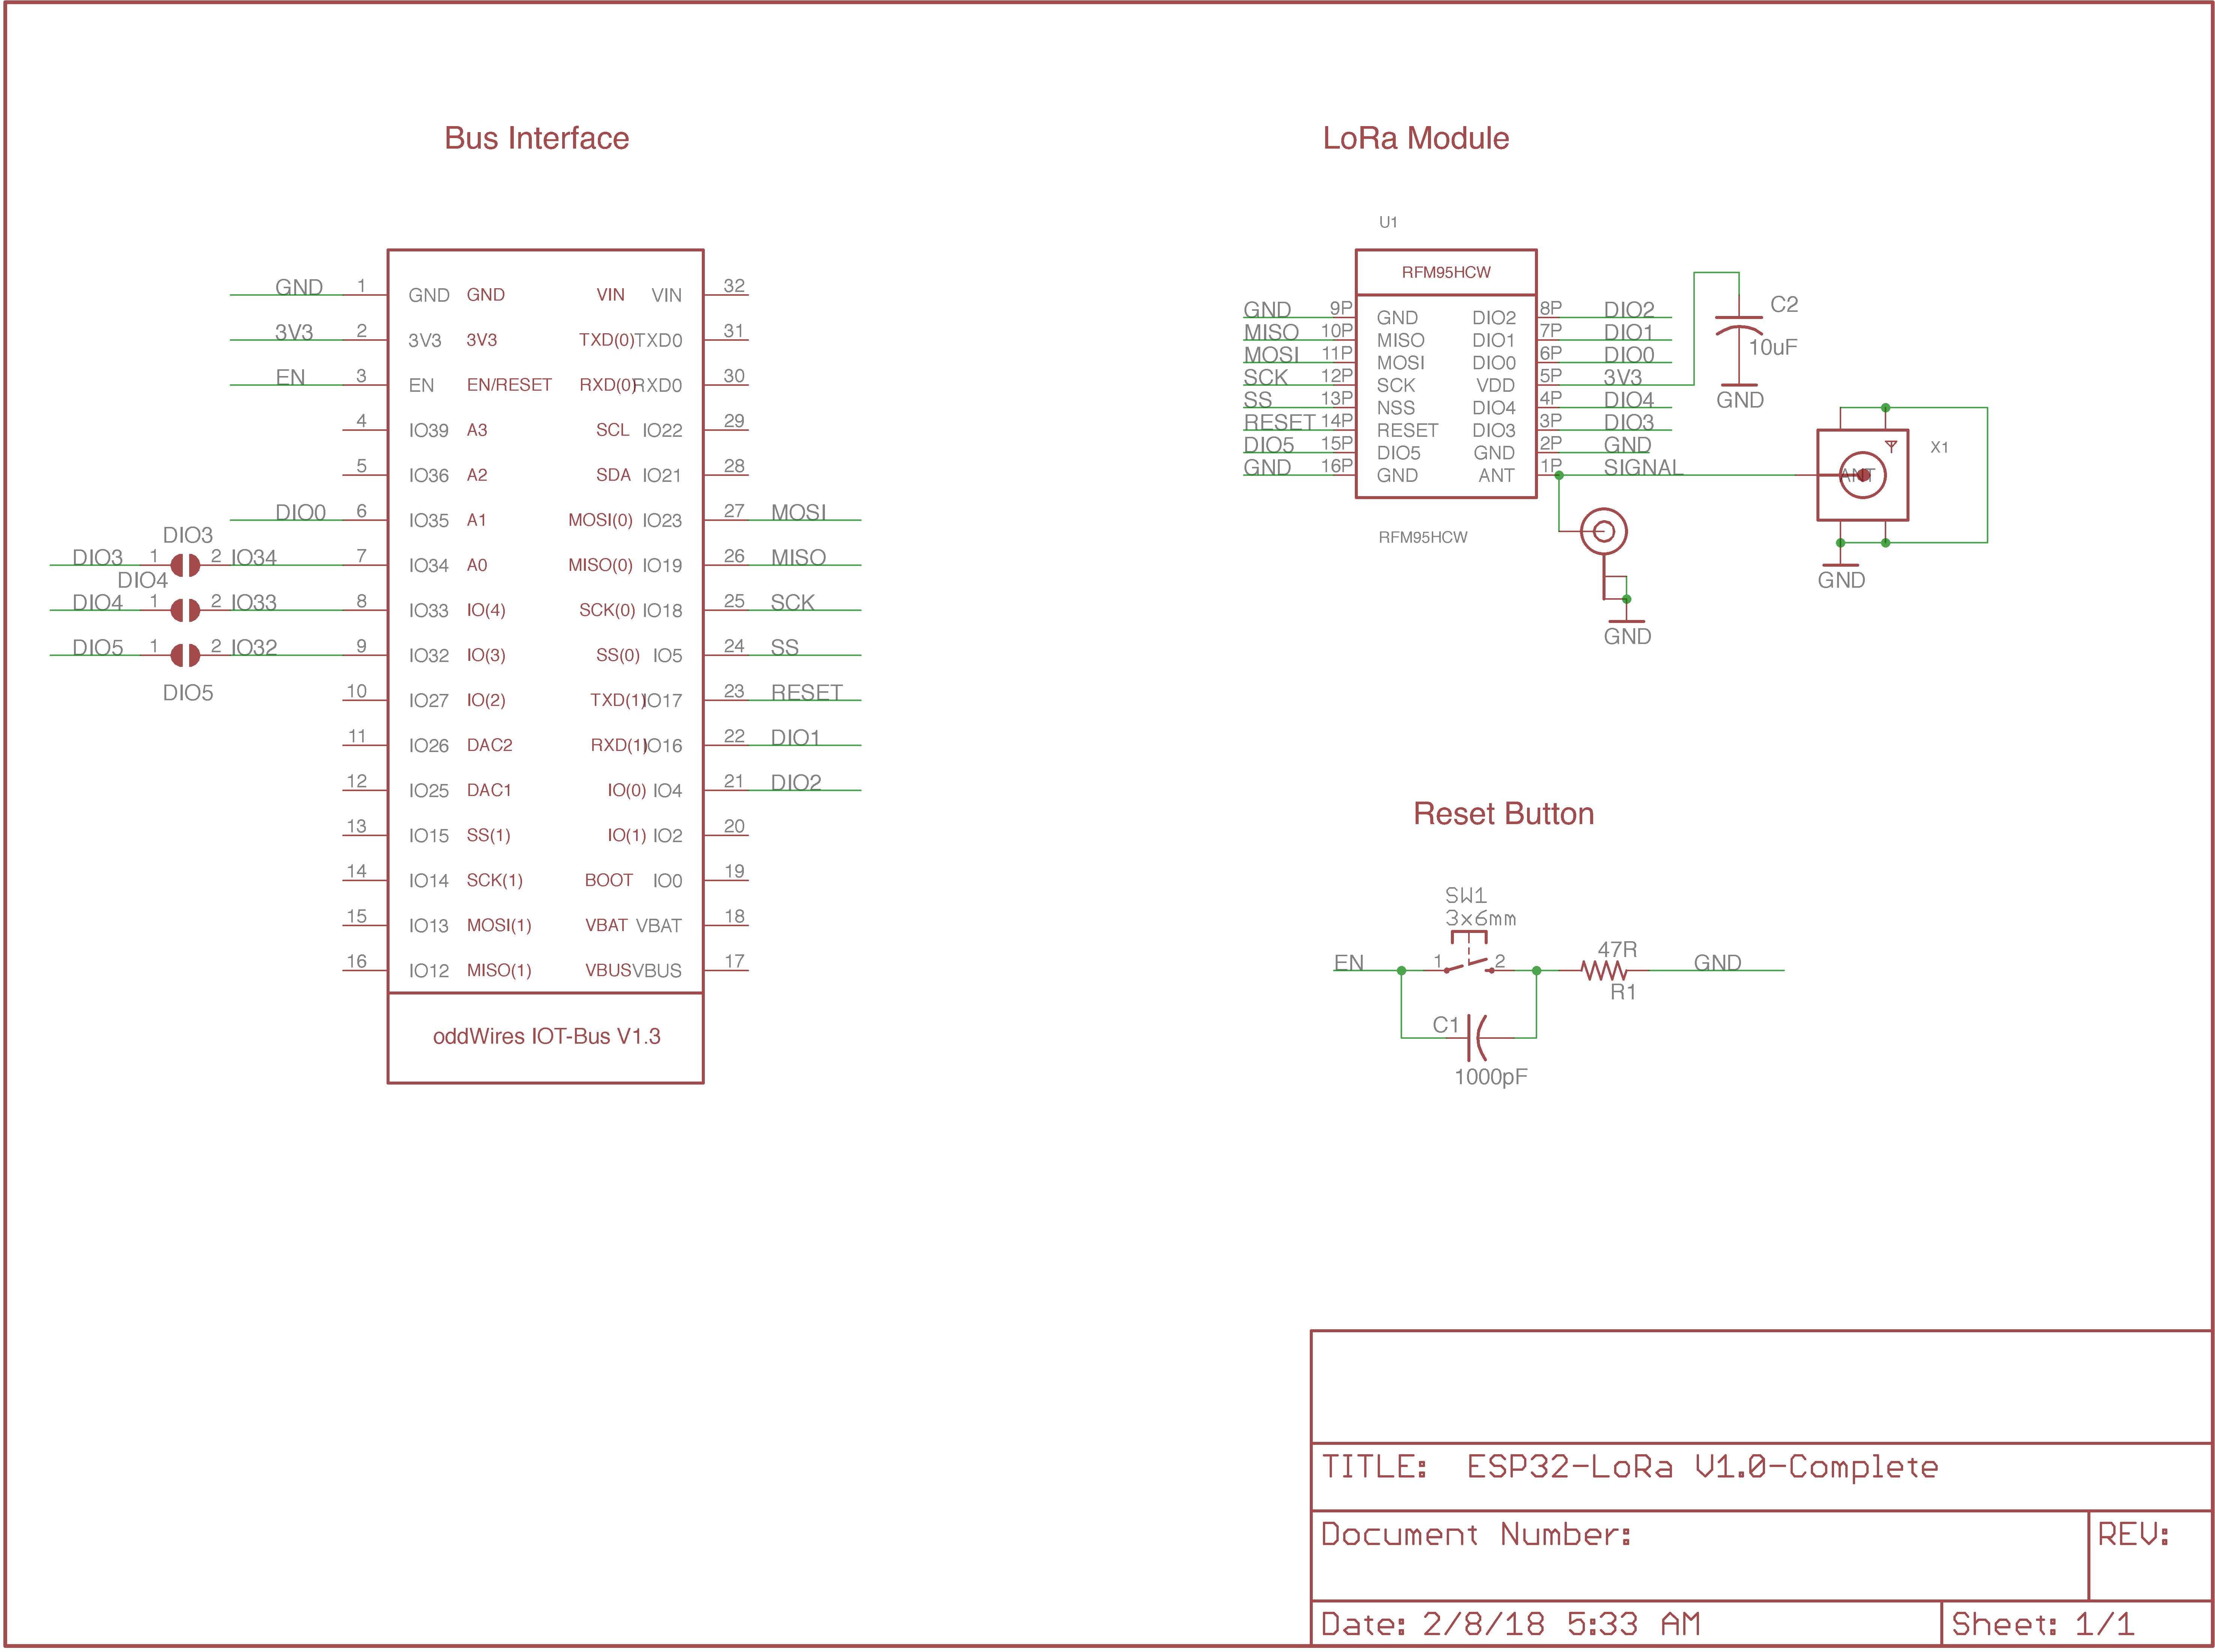 Bus Interface
LoRa Module
U1
RFM95HCW
GND 1 GND GND VIN VIN 32
3V3 2 3V3 3V3 TXD(0) TXD0 31
EN 3 EN EN/RESET RXD(0) RXD0 30
4 IO39 A3 SCL IO22 29
5 IO36 A2 SDA IO21 28
DIO0 6 IO35 A1 MOSI(0) IO23 27 MOSI
DIO3
DIO3 1 2 IO34 7 IO34 A0 MISO(0) IO19 26 MISO
DIO4
DIO4 1 2 IO33 8 IO33 IO(4) SCK(0) IO18 25 SCK
DIO5 1 2 IO32 9 IO32 IO(3) SS(0) IO5 24 SS
DIO5
10 IO27 IO(2) TXD(1) IO17 23 RESET
11 IO26 DAC2 RXD(1) IO16 22 DIO1
12 IO25 DAC1 IO(0) IO4 21 DIO2
13 IO15 SS(1) IO(1) IO2 20
14 IO14 SCK(1) BOOT IO0 19
15 IO13 MOSI(1) VBAT VBAT 18
16 IO12 MISO(1) VBUS VBUS 17
oddWires IOT-Bus V1.3
GND 9P GND DIO2 8P DIO2
MISO 10P MISO DIO1 7P DIO1
MOSI 11P MOSI DIO0 6P DIO0
SCK 12P SCK VDD 5P 3V3
SS 13P NSS DIO4 4P DIO4
RESET 14P RESET DIO3 3P DIO3
DIO5 15P DIO5 GND 2P GND
GND 16P GND ANT 1P SIGNAL
RFM95HCW
C2
10uF
GND
X1
ANT
GND
GND
Reset Button
SW1
3x6mm
EN 1 2 47R GND
R1
C1
1000pF
TITLE: ESP32-LoRa V1.0-Complete
Document Number:
REV:
Date: 2/8/18 5:33 AM
Sheet: 1/1